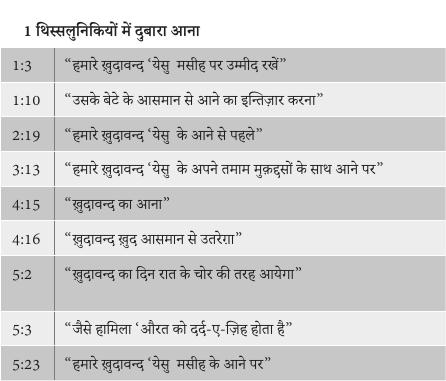 1 थिस्सलुनिकियों में दुबारा आना
1:3 “हमारे ख़ुदावन्द ‘येसु मसीह पर उम्मीद रखें”
1:10 “उसके बेटे के आसमान से आने का इन्तिज़ार करना”
2:19 “हमारे ख़ुदावन्द ‘येसु के आने से पहले”
3:13 “हमारे ख़ुदावन्द ‘येसु के अपने तमाम मुक़द्दसों के साथ आने पर”
4:15 “ख़ुदावन्द का आना”
4:16 “ख़ुदावन्द ख़ुद आसमान से उतरेग़ा”
5:2 “ख़ुदावन्द का दिन रात के चोर की तरह आयेगा”
5:3 “जैसे हामिला ‘औरत को दर्द-ए-ज़िह होता है”
5:23 “हमारे ख़ुदावन्द ‘येसु मसीह के आने पर”